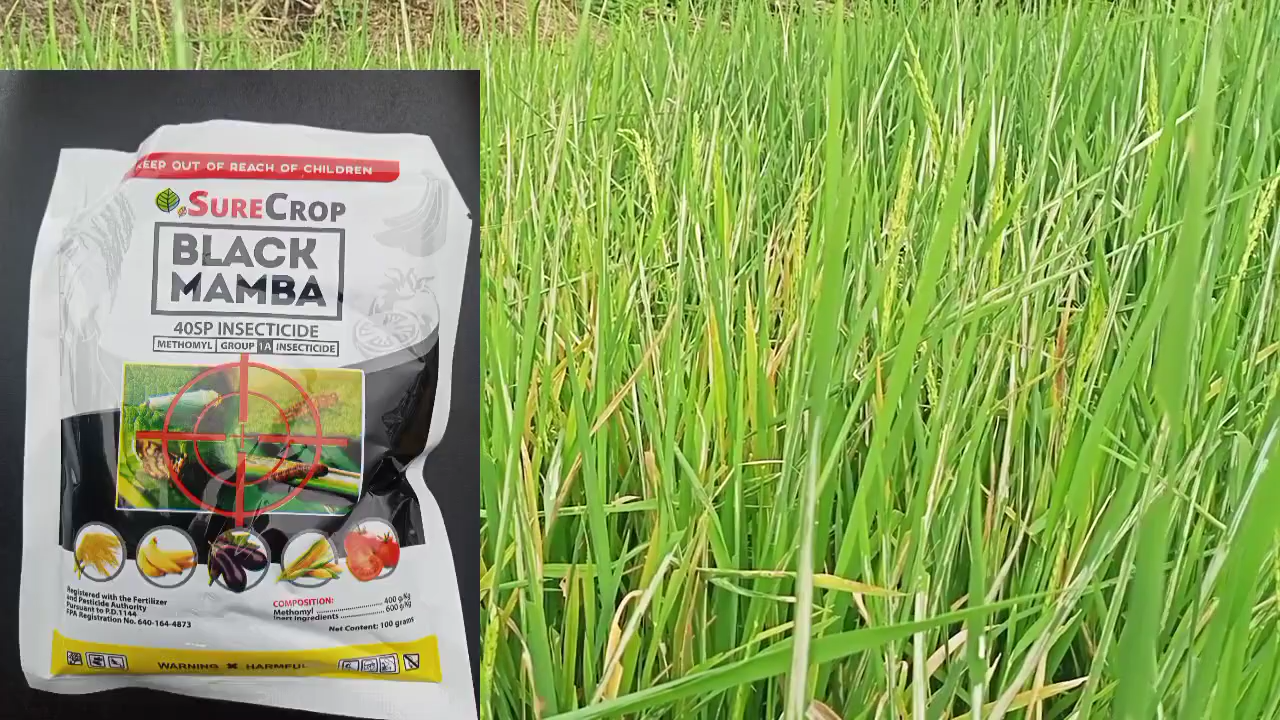 KEEP OUT OF REACH OF CHILDREN
SURECROP
BLACK
MAMBA
40SP INSECTICIDE
METHOMYL GROUP 1A INSECTICIDE
Registered with the Fertilizer
and Pesticide Authority
Pursuant to P.D.1144
FPA Registration No. 640-164-4873
COMPOSITION:
Methomyl ........................ 400 g/Kg
Inert Ingredients ............... 600 g/Kg
Net Content: 100 grams
WARNING HARMFUL